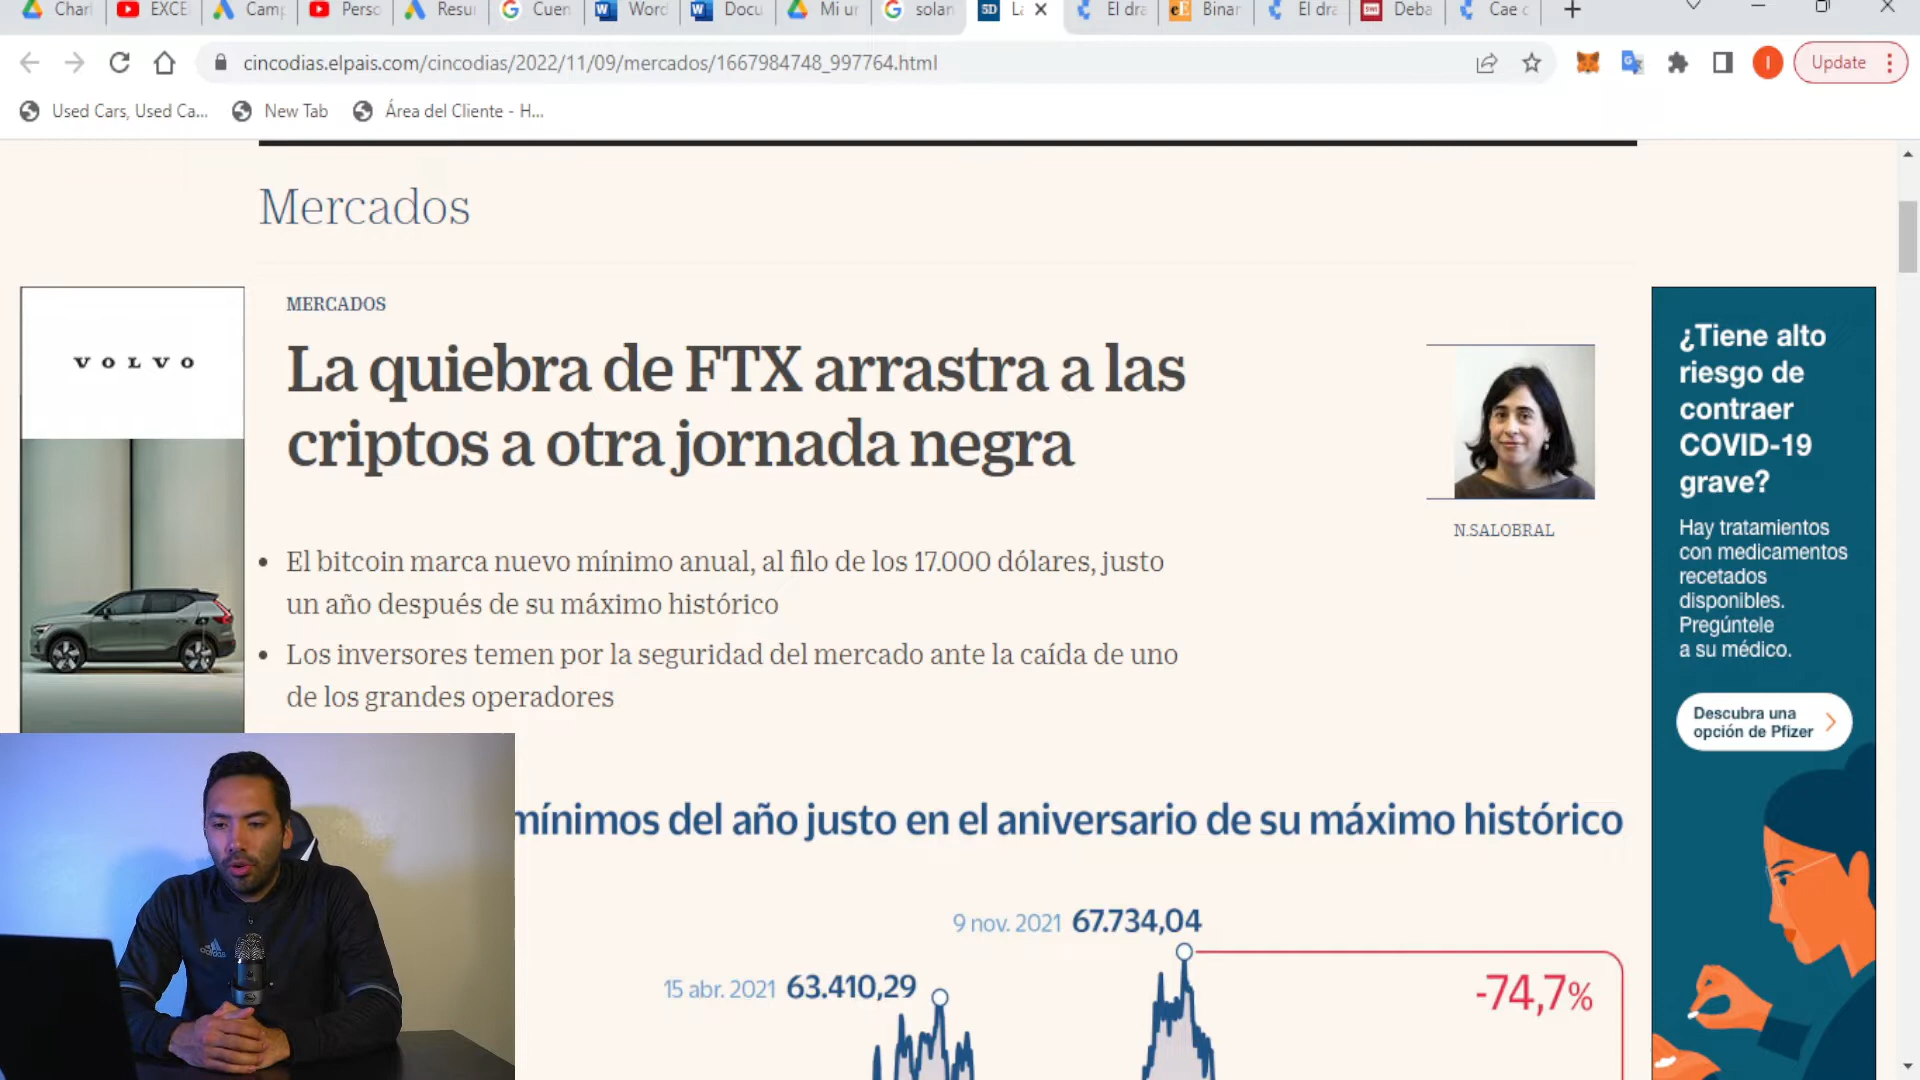 Chari
EXCE
Camp
Perso
Resu
Cuen
Word
Docu
Mi ur
solan
5D
La
El dra
Binar
El dra
Deba
Cae c
cincodias.elpais.com/cincodias/2022/11/09/mercados/1667984748_997764.html
I
Update
Used Cars, Used Ca...
New Tab
Área del Cliente - H...
Mercados
MERCADOS
La quiebra de FTX arrastra a las
criptos a otra jornada negra
N.SALOBRAL
El bitcoin marca nuevo mínimo anual, al filo de los 17.000 dólares, justo
un año después de su máximo histórico
Los inversores temen por la seguridad del mercado ante la caída de uno
de los grandes operadores
mínimos del año justo en el aniversario de su máximo histórico
9 nov. 2021 67.734,04
15 abr. 2021 63.410,29
-74,7%
VOLVO
¿Tiene alto
riesgo de
contraer
COVID-19
grave?
Hay tratamientos
con medicamentos
recetados
disponibles.
Pregúntele
a su médico.
Descubra una
opción de Pfizer
adidas